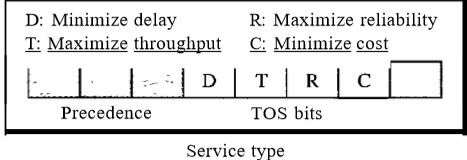 D: Minimize delay R: Maximize reliability
T: Maximize throughput C: Minimize cost
D T R C
Precedence TOS bits
Service type